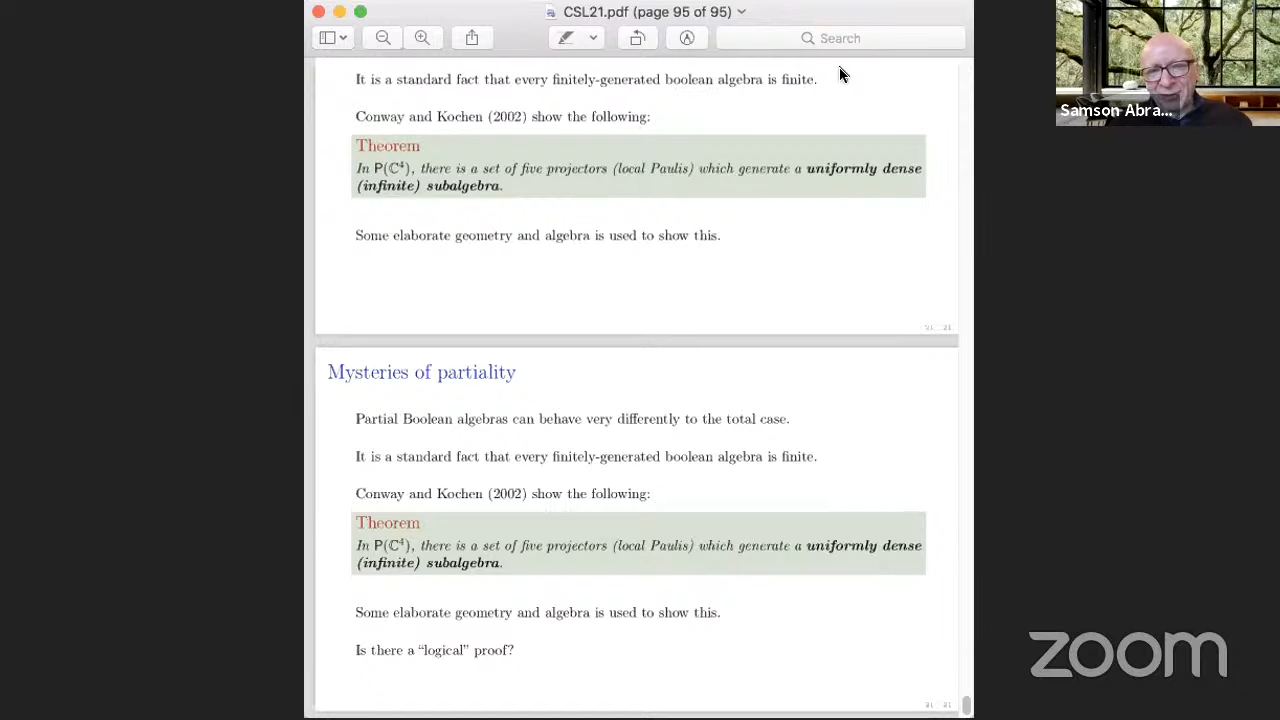 CSL21.pdf (page 95 of 95)
Search
It is a standard fact that every finitely-generated boolean algebra is finite.
Conway and Kochen (2002) show the following:
Theorem
In P(ℂ⁴), there is a set of five projectors (local Paulis) which generate a uniformly dense
(infinite) subalgebra.
Some elaborate geometry and algebra is used to show this.
Mysteries of partiality
Partial Boolean algebras can behave very differently to the total case.
It is a standard fact that every finitely-generated boolean algebra is finite.
Conway and Kochen (2002) show the following:
Theorem
In P(ℂ⁴), there is a set of five projectors (local Paulis) which generate a uniformly dense
(infinite) subalgebra.
Some elaborate geometry and algebra is used to show this.
Is there a “logical” proof?
Samson Abra...
zoom